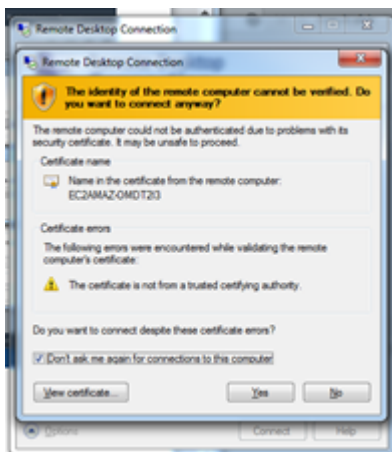 Remote Desktop Connection
Remote Desktop Connection
The identity of the remote computer cannot be verified. Do
you want to connect anyway?
The remote computer could not be authenticated due to problems with its
security certificate. It may be unsafe to proceed.
Certificate name
Name in the certificate from the remote computer:
Certificate errors
The following errors were encountered while validating the remote
computer's certificate:
The certificate is not from a trusted certifying authority.
Do you want to connect despite these certificate errors?
Don't ask me again for connections to this computer
View certificate...
Yes
No
Options
Connect
Help